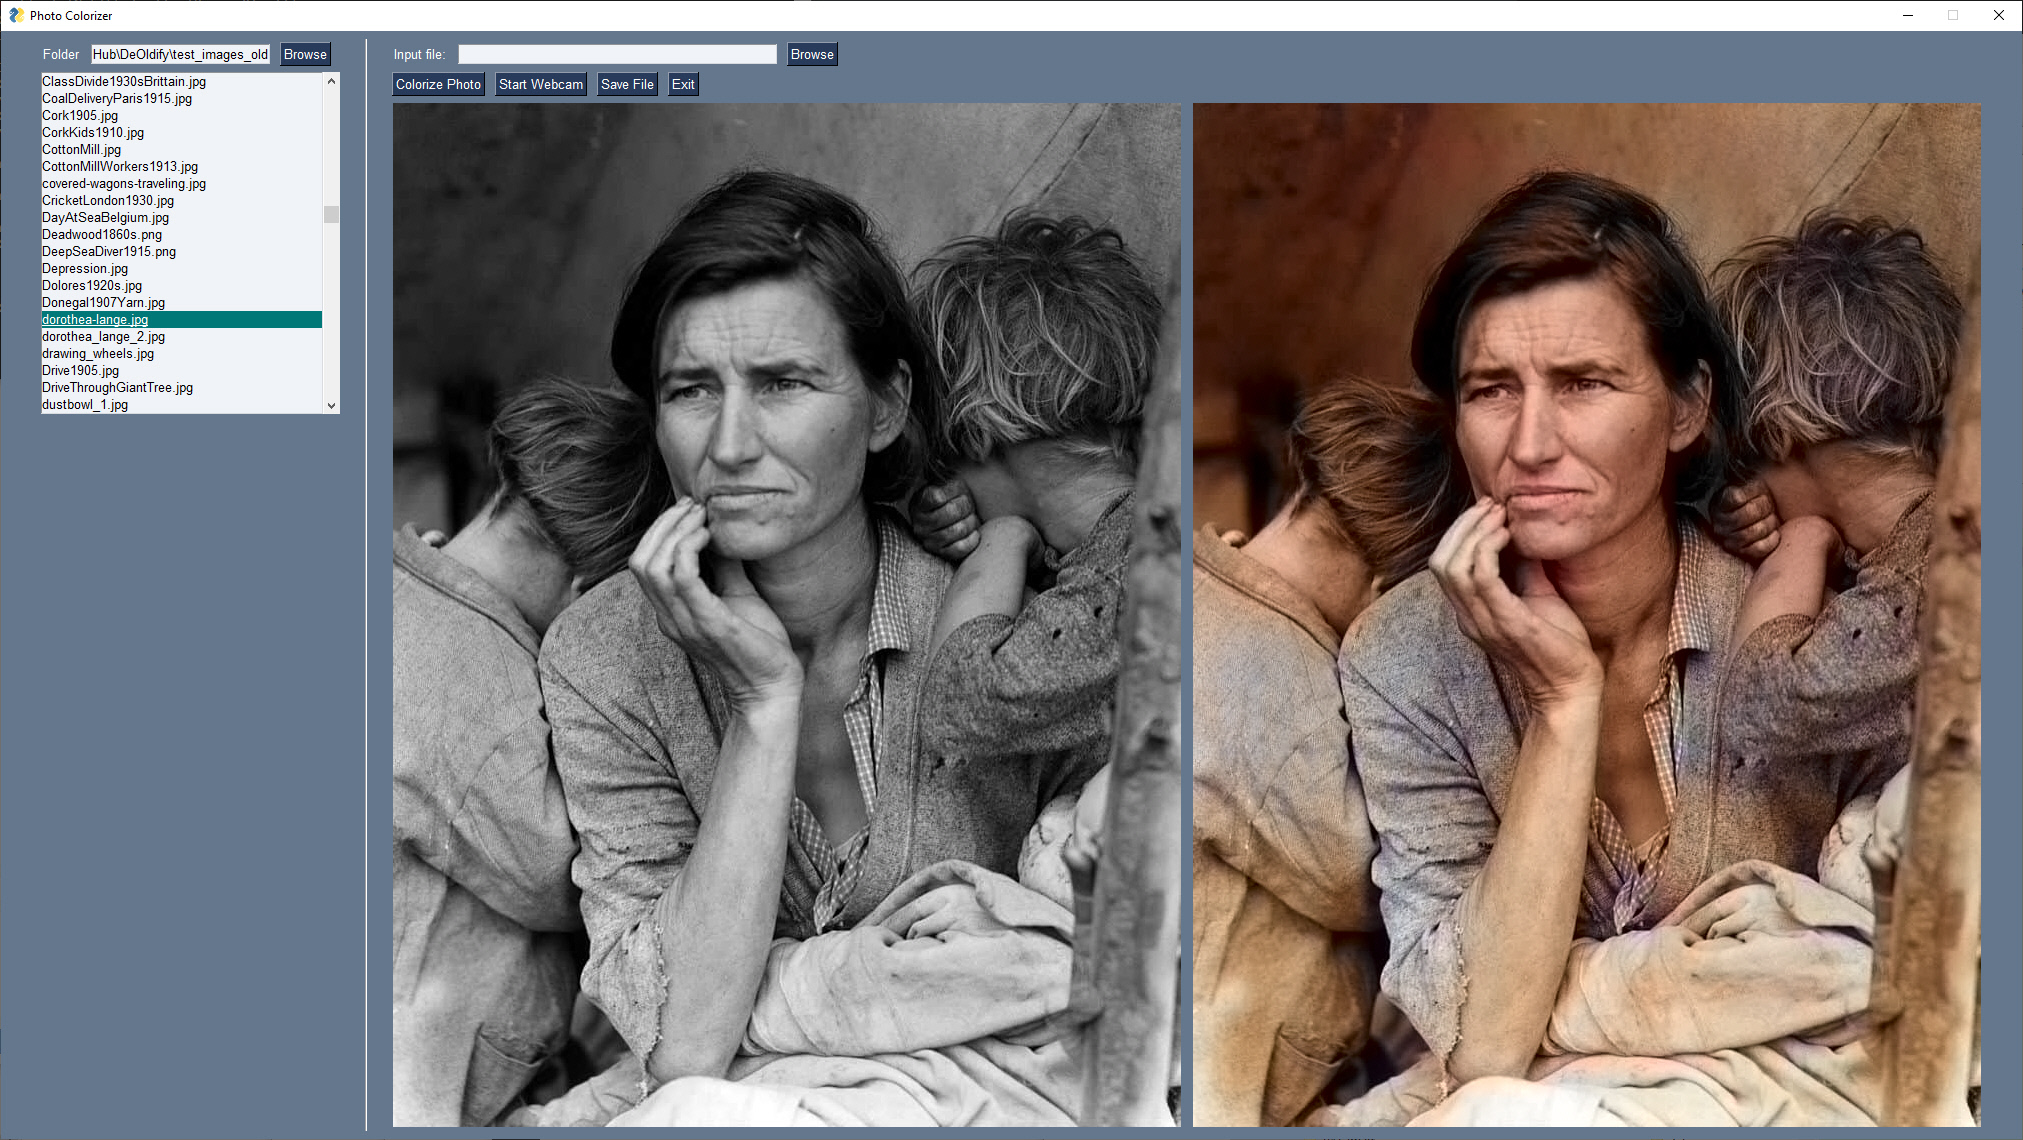 Photo Colorizer
Folder Hub\DeOldify\test_images_old Browse
ClassDivide1930sBrittain.jpg
CoalDeliveryParis1915.jpg
Cork1905.jpg
CorkKids1910.jpg
CottonMill.jpg
CottonMillWorkers1913.jpg
covered-wagons-traveling.jpg
CricketLondon1930.jpg
DayAtSeaBelgium.jpg
Deadwood1860s.png
DeepSeaDiver1915.png
Depression.jpg
Dolores1920s.jpg
Donegal1907Yarn.jpg
dorothea-lange.jpg
dorothea_lange_2.jpg
drawing_wheels.jpg
Drive1905.jpg
DriveThroughGiantTree.jpg
dustbowl_1.jpg
Input file: Browse
Colorize Photo Start Webcam Save File Exit